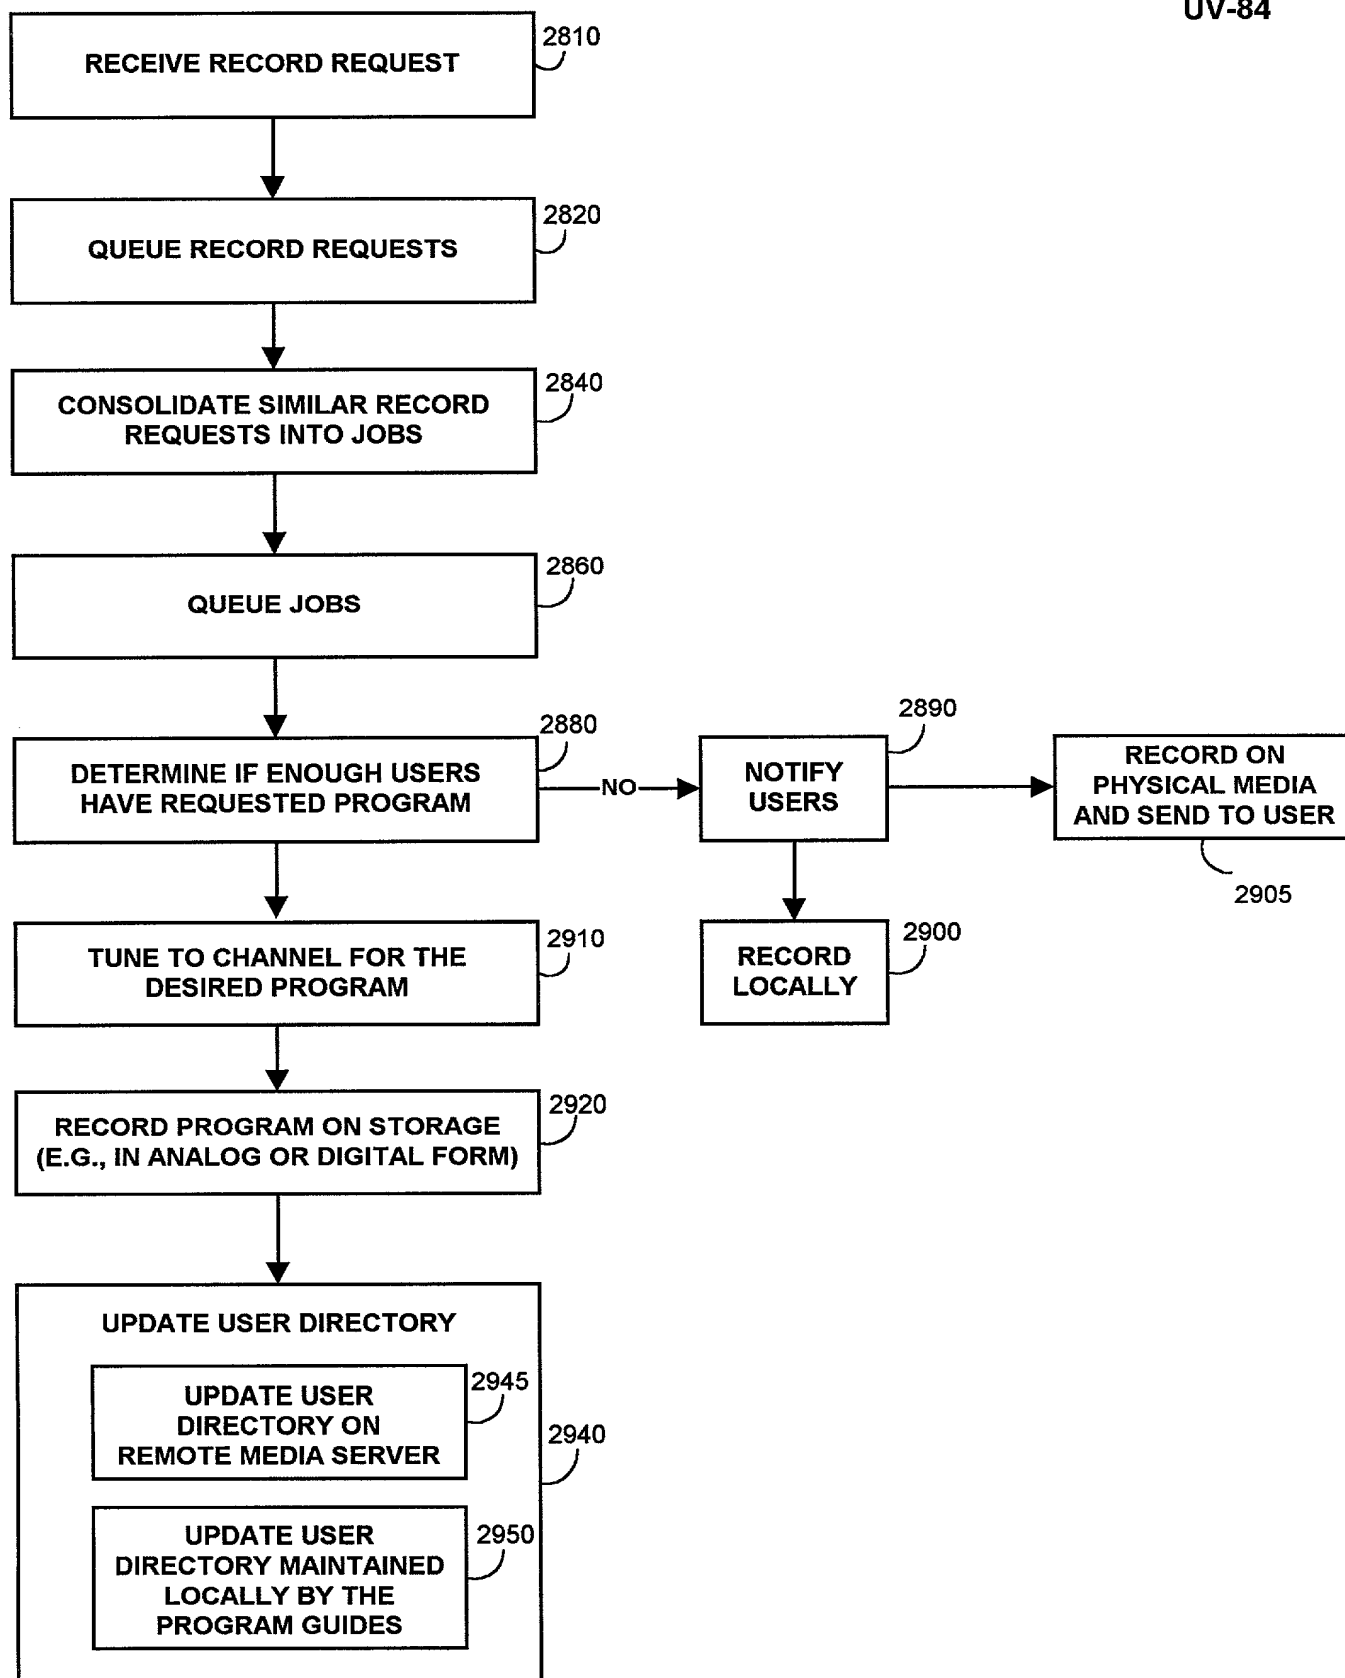 UV-84
RECEIVE RECORD REQUEST
2810
QUEUE RECORD REQUESTS
2820
CONSOLIDATE SIMILAR RECORD
REQUESTS INTO JOBS
2840
QUEUE JOBS
2860
DETERMINE IF ENOUGH USERS
HAVE REQUESTED PROGRAM
2880
NO
NOTIFY
USERS
2890
RECORD ON
PHYSICAL MEDIA
AND SEND TO USER
2905
RECORD
LOCALLY
2900
TUNE TO CHANNEL FOR THE
DESIRED PROGRAM
2910
RECORD PROGRAM ON STORAGE
(E.G., IN ANALOG OR DIGITAL FORM)
2920
UPDATE USER DIRECTORY
2940
UPDATE USER
DIRECTORY ON
REMOTE MEDIA SERVER
2945
UPDATE USER
DIRECTORY MAINTAINED
LOCALLY BY THE
PROGRAM GUIDES
2950